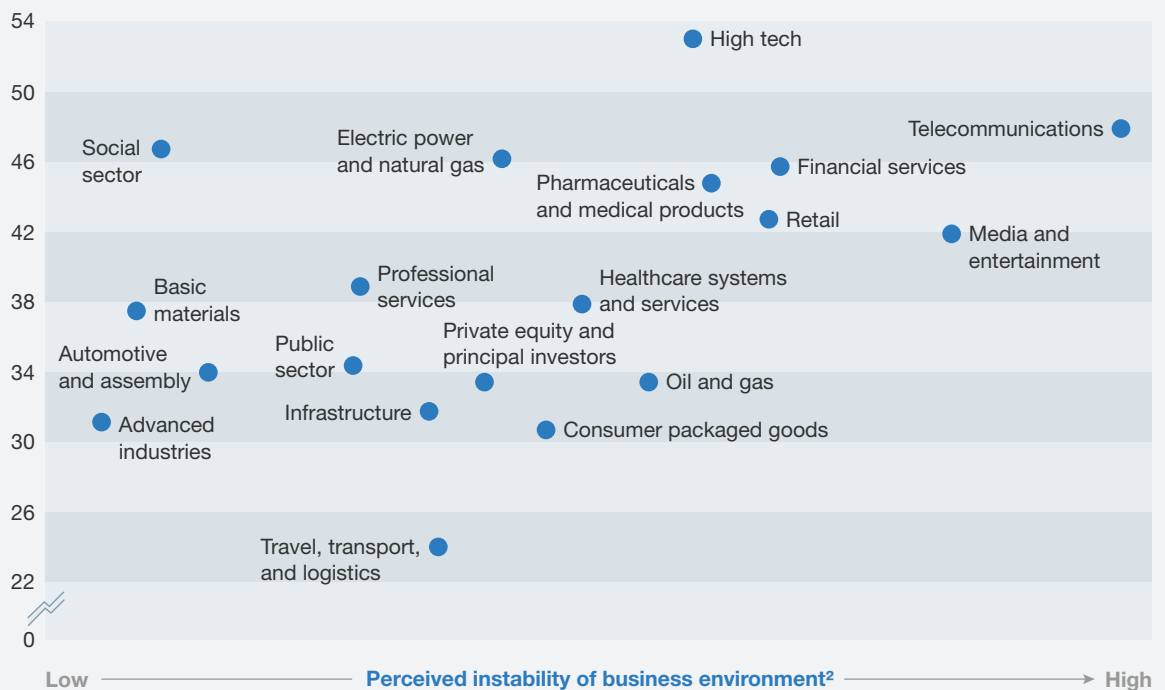 54
High tech
50
Telecommunications
Electric power
and natural gas
Social
sector
46
Financial services
Pharmaceuticals
and medical products
Retail
42
Media and
entertainment
Professional
services
Healthcare systems
and services
Basic
materials
38
Private equity and
principal investors
Public
sector
Automotive
and assembly
34
Oil and gas
Infrastructure
Consumer packaged goods
Advanced
industries
30
26
Travel, transport,
and logistics
22
0
Low Perceived instability of business environment² High